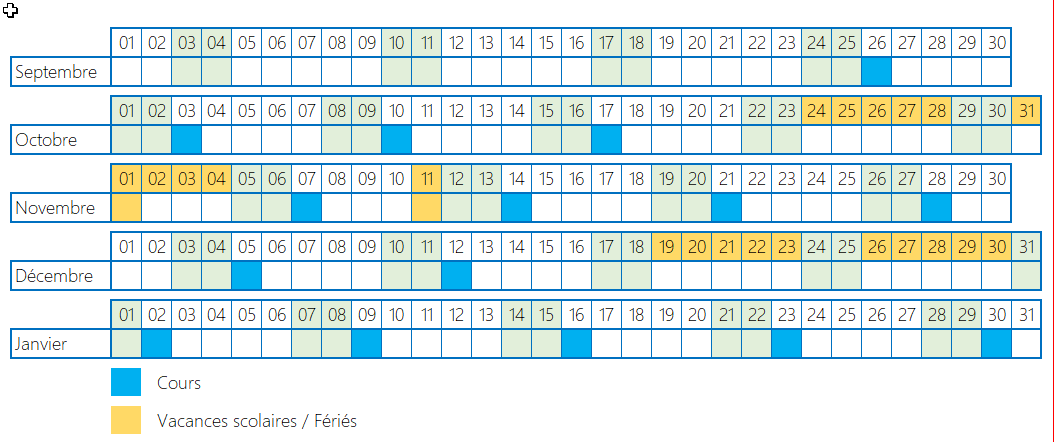 01 02 03 04 05 06 07 08 09 10 11 12 13 14 15 16 17 18 19 20 21 22 23 24 25 26 27 28 29 30
Septembre
01 02 03 04 05 06 07 08 09 10 11 12 13 14 15 16 17 18 19 20 21 22 23 24 25 26 27 28 29 30 31
Octobre
01 02 03 04 05 06 07 08 09 10 11 12 13 14 15 16 17 18 19 20 21 22 23 24 25 26 27 28 29 30
Novembre
01 02 03 04 05 06 07 08 09 10 11 12 13 14 15 16 17 18 19 20 21 22 23 24 25 26 27 28 29 30 31
Décembre
01 02 03 04 05 06 07 08 09 10 11 12 13 14 15 16 17 18 19 20 21 22 23 24 25 26 27 28 29 30 31
Janvier
Cours
Vacances scolaires / Fériés